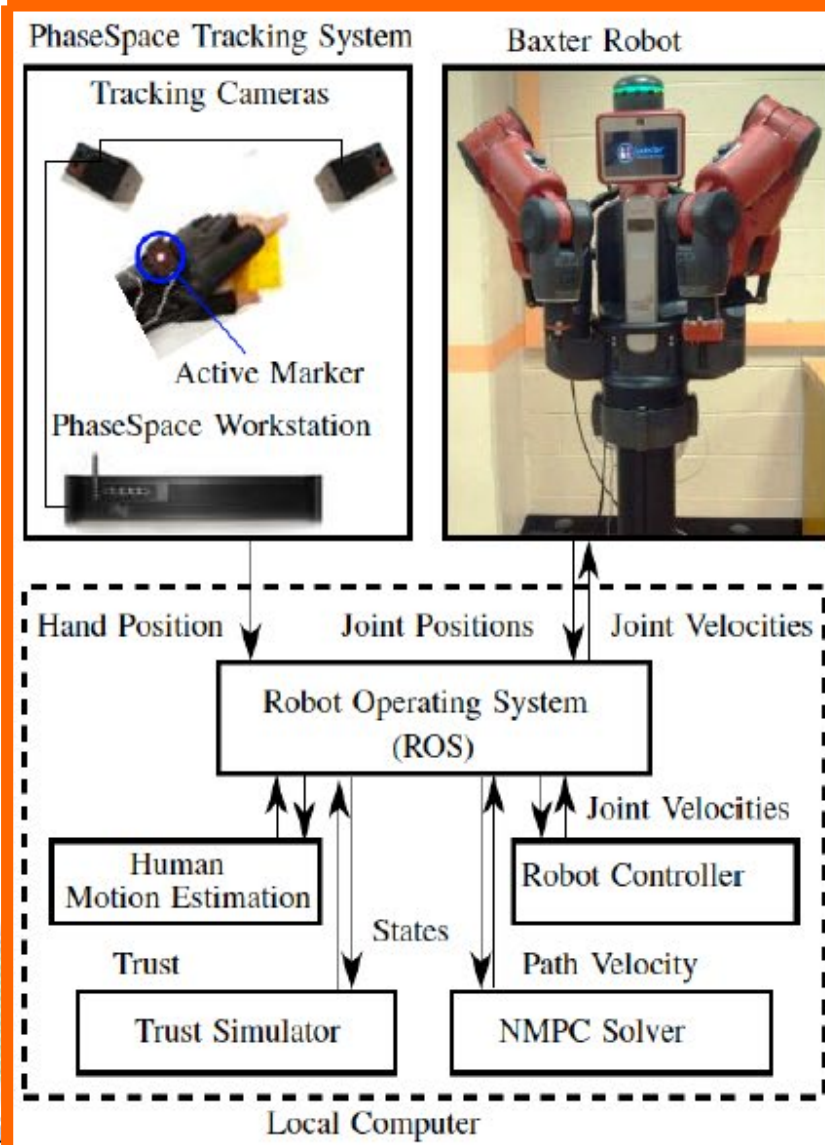 PhaseSpace Tracking System
Baxter Robot
Tracking Cameras
Active Marker
PhaseSpace Workstation
Hand Position
Joint Positions
Joint Velocities
Robot Operating System
(ROS)
Joint Velocities
Human
Motion Estimation
Robot Controller
States
Trust
Path Velocity
Trust Simulator
NMPC Solver
Local Computer